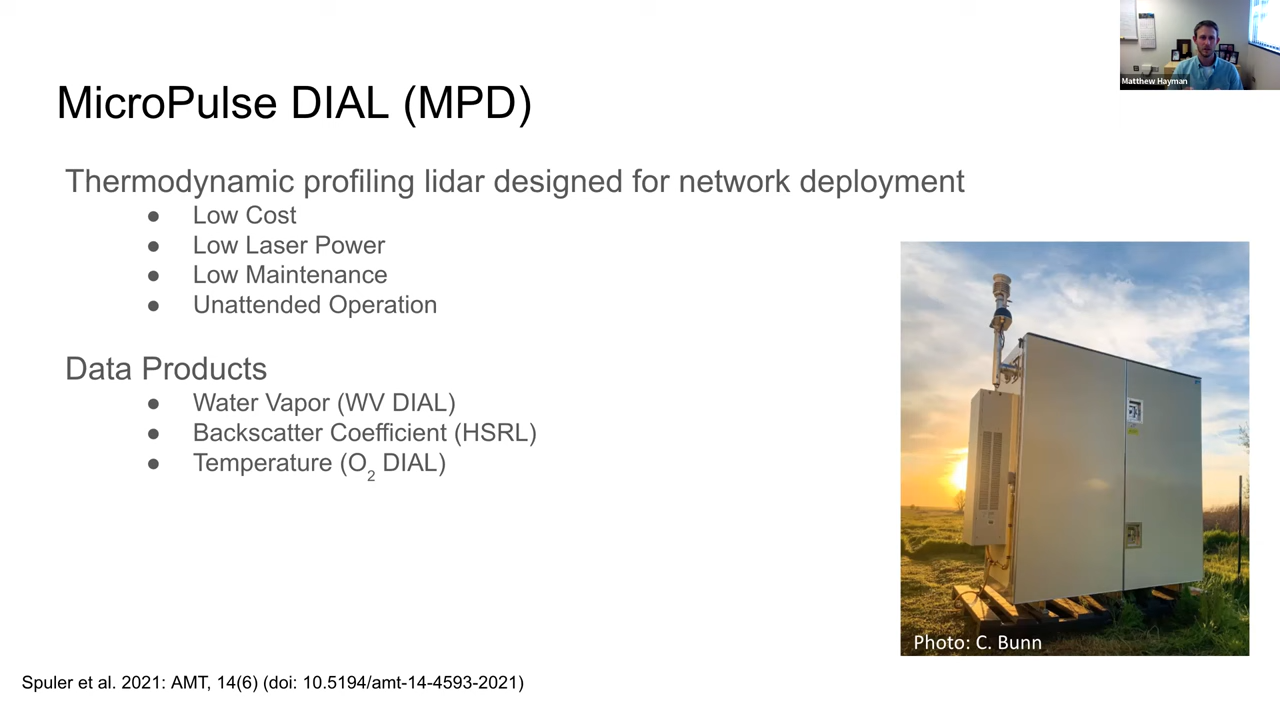 Matthew Hayman
MicroPulse DIAL (MPD)
Thermodynamic profiling lidar designed for network deployment
● Low Cost
● Low Laser Power
● Low Maintenance
● Unattended Operation
Data Products
● Water Vapor (WV DIAL)
● Backscatter Coefficient (HSRL)
● Temperature (O₂ DIAL)
Photo: C. Bunn
Spuler et al. 2021: AMT, 14(6) (doi: 10.5194/amt-14-4593-2021)